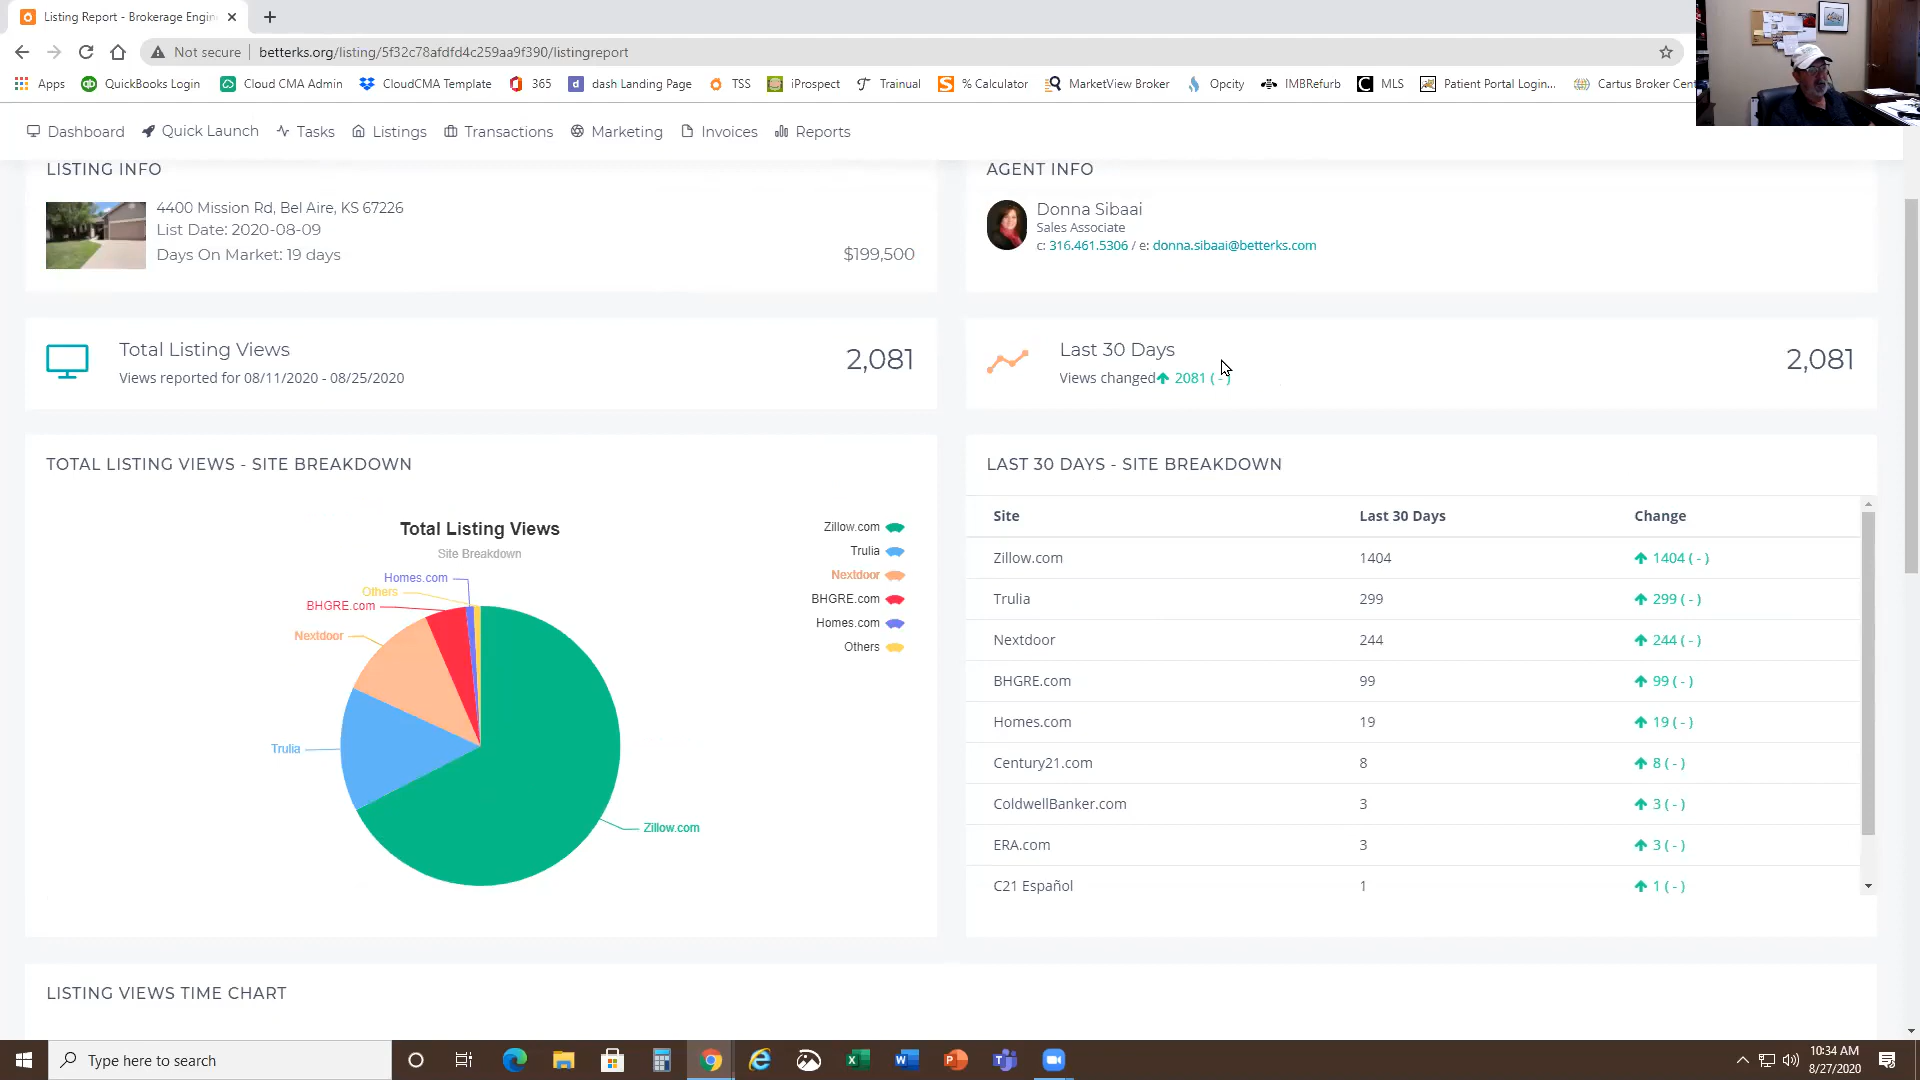 Listing Report - Brokerage Engin
Not secure
betterks.org/listing/5f32c78afdfd4c259aa9f390/listingreport
Apps
QuickBooks Login
Cloud CMA Admin
CloudCMA Template
365
dash Landing Page
TSS
iProspect
Trainual
% Calculator
MarketView Broker
Opcity
IMBRefurb
MLS
Patient Portal Login...
Cartus Broker Cent
Dashboard
Quick Launch
Tasks
Listings
Transactions
Marketing
Invoices
Reports
LISTING INFO
4400 Mission Rd, Bel Aire, KS 67226
List Date: 2020-08-09
Days On Market: 19 days
$199,500
AGENT INFO
Donna Sibaai
Sales Associate
c: 316.461.5306 / e: donna.sibaai@betterks.com
Total Listing Views
Views reported for 08/11/2020 - 08/25/2020
2,081
Last 30 Days
Views changed 2081 ( - )
2,081
TOTAL LISTING VIEWS - SITE BREAKDOWN
Total Listing Views
Site Breakdown
Zillow.com
Trulia
Nextdoor
BHGRE.com
Homes.com
Others
Homes.com
Others
BHGRE.com
Nextdoor
Trulia
Zillow.com
LAST 30 DAYS - SITE BREAKDOWN
Site Last 30 Days Change
Zillow.com 1404 1404 ( - )
Trulia 299 299 ( - )
Nextdoor 244 244 ( - )
BHGRE.com 99 99 ( - )
Homes.com 19 19 ( - )
Century21.com 8 8 ( - )
ColdwellBanker.com 3 3 ( - )
ERA.com 3 3 ( - )
C21 Español 1 1 ( - )
LISTING VIEWS TIME CHART
Type here to search
10:34 AM
8/27/2020